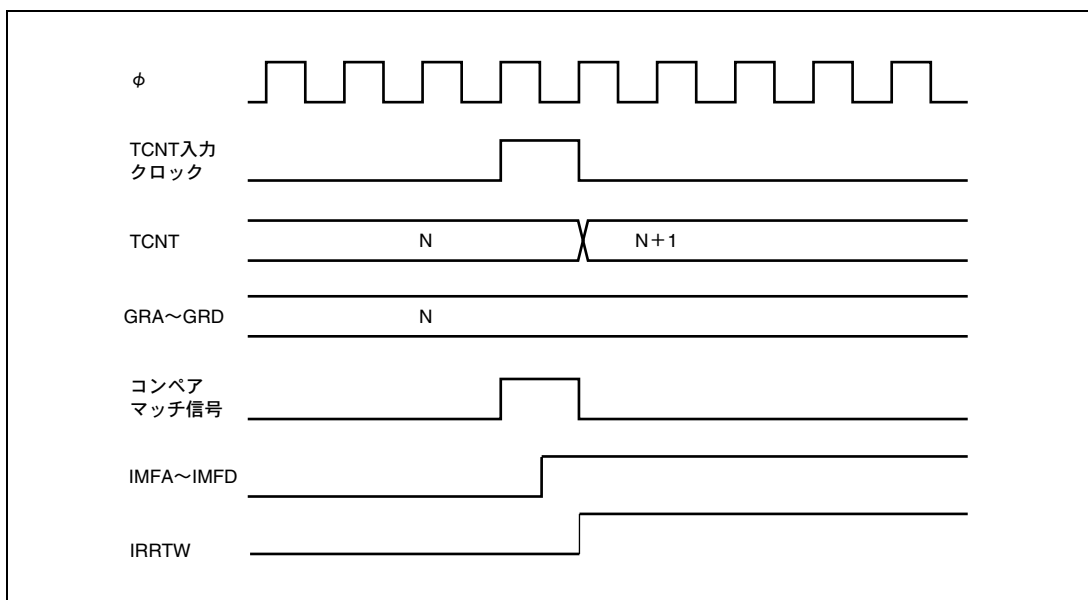 φ
TCNT入力
クロック
TCNT
N
N+1
GRA～GRD
N
コンペア
マッチ信号
IMFA～IMFD
IRRTW